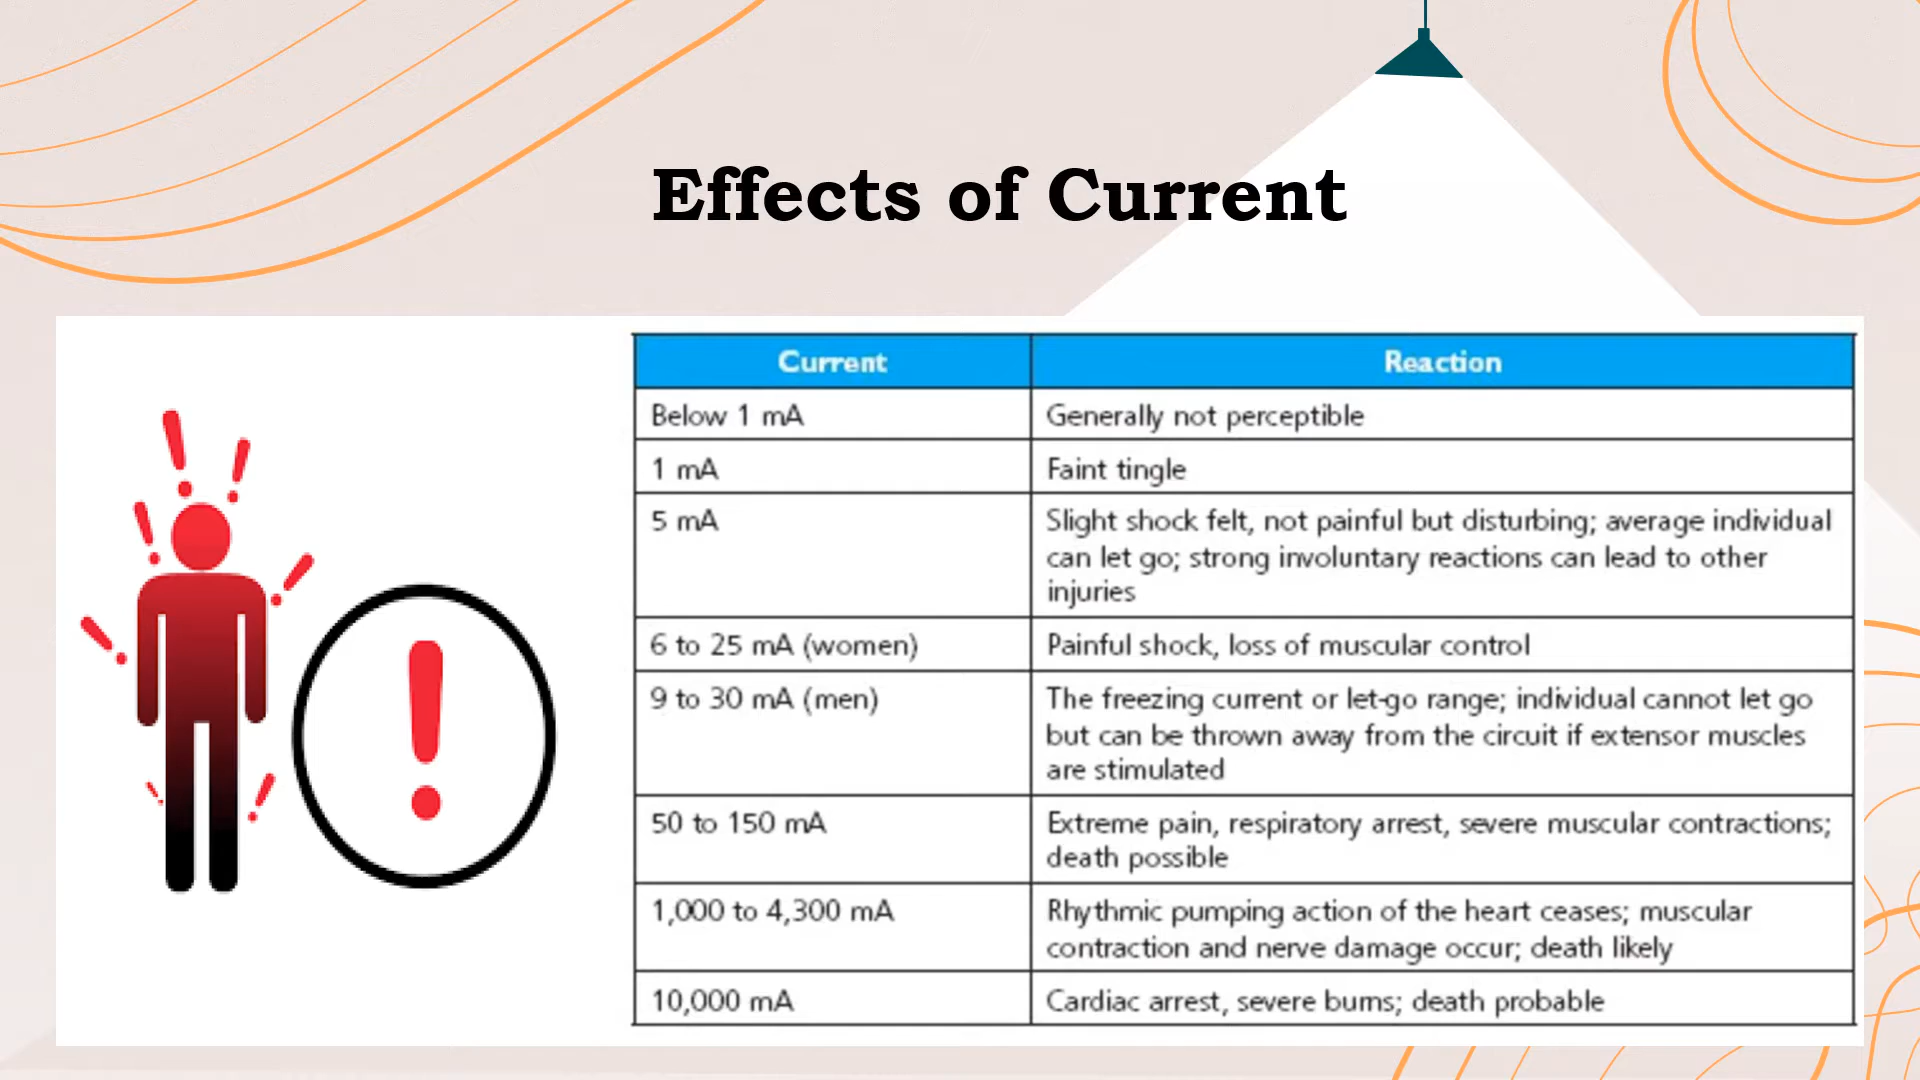 Effects of Current
Current Reaction
Below 1 mA Generally not perceptible
1 mA Faint tingle
5 mA Slight shock felt, not painful but disturbing; average individual
can let go; strong involuntary reactions can lead to other
injuries
6 to 25 mA (women) Painful shock, loss of muscular control
9 to 30 mA (men) The freezing current or let-go range; individual cannot let go
but can be thrown away from the circuit if extensor muscles
are stimulated
50 to 150 mA Extreme pain, respiratory arrest, severe muscular contractions;
death possible
1,000 to 4,300 mA Rhythmic pumping action of the heart ceases; muscular
contraction and nerve damage occur; death likely
10,000 mA Cardiac arrest, severe burns; death probable